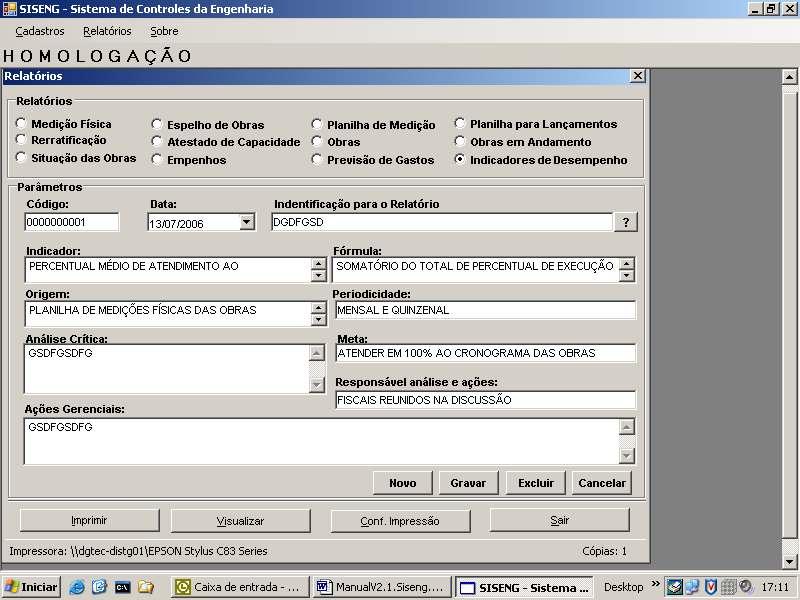 SISENG - Sistema de Controles da Engenharia
Cadastros Relatórios Sobre
HOMOLOGAÇÃO
Relatórios
Relatórios
Medição Física Espelho de Obras Planilha de Medição Planilha para Lançamentos
Rerratificação Atestado de Capacidade Obras Obras em Andamento
Situação das Obras Empenhos Previsão de Gastos Indicadores de Desempenho
Parâmetros
Código: Data: Indentificação para o Relatório
0000000001 13/07/2006 DGDFGSD ?
Indicador: Fórmula:
PERCENTUAL MÉDIO DE ATENDIMENTO AO SOMATÓRIO DO TOTAL DE PERCENTUAL DE EXECUÇÃO
Origem: Periodicidade:
PLANILHA DE MEDIÇÕES FÍSICAS DAS OBRAS MENSAL E QUINZENAL
Análise Crítica: Meta:
GSDFGSDFG ATENDER EM 100% AO CRONOGRAMA DAS OBRAS
Responsável análise e ações:
FISCAIS REUNIDOS NA DISCUSSÃO
Ações Gerenciais:
GSDFGSDFG
Novo Gravar Excluir Cancelar
Imprimir Visualizar Conf. Impressão Sair
Impressora: \\dgtec-distg01\EPSON Stylus C83 Series Cópias: 1
Iniciar Caixa de entrada - ... ManualV2.1.Siseng.... SISENG - Sistema ... Desktop » 17:11